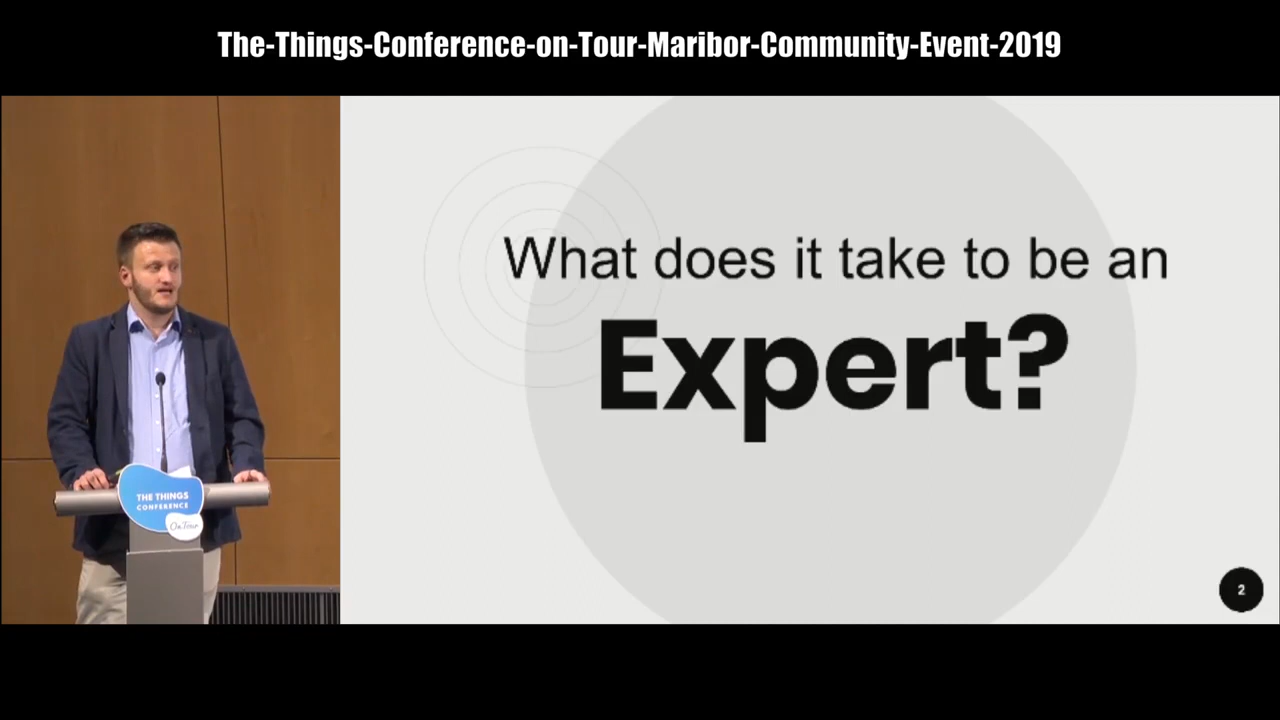 The-Things-Conference-on-Tour-Maribor-Community-Event-2019
What does it take to be an
Expert?
THE THINGS
CONFERENCE
On Tour
2